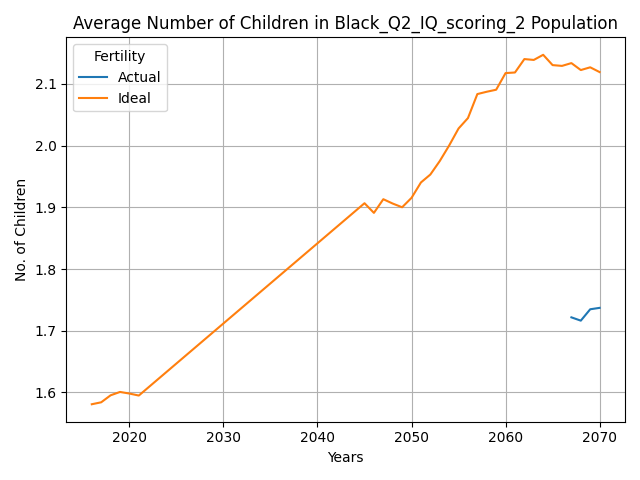 Average Number of Children in Black_Q2_IQ_scoring_2 Population
Fertility
Actual
Ideal
No. of Children
2.1
2.0
1.9
1.8
1.7
1.6
2020 2030 2040 2050 2060 2070
Years